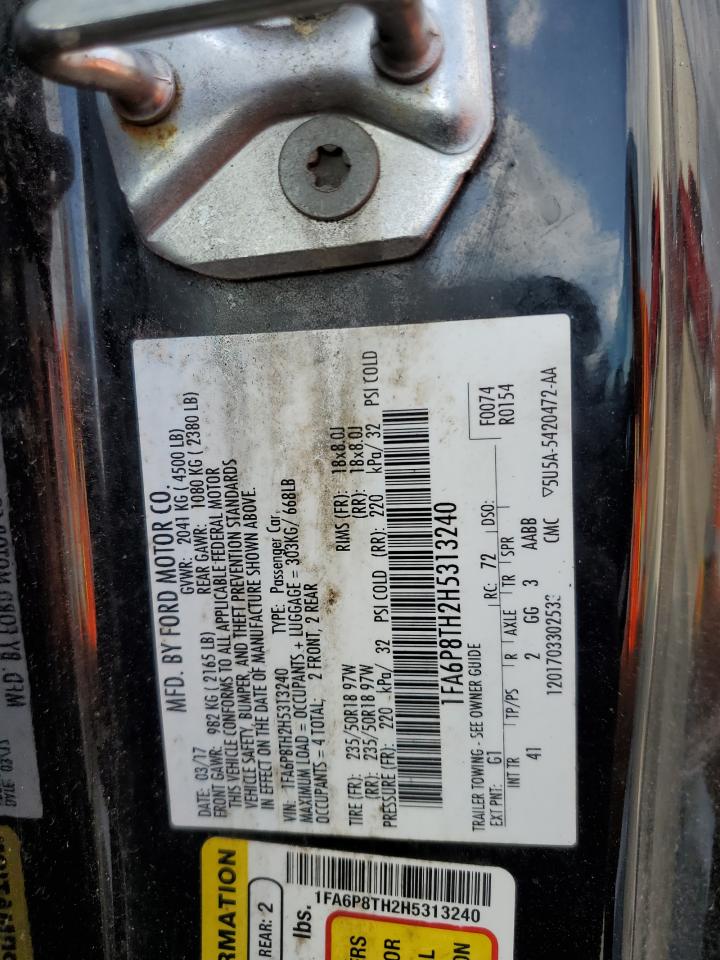 MFD. BY FORD MOTOR CO.
DATE: 03/17 GVWR: 2041 KG ( 4500 LB)
FRONT GAWR: 982 KG ( 2165 LB) REAR GAWR: 1080 KG ( 2380 LB)
THIS VEHICLE CONFORMS TO ALL APPLICABLE FEDERAL MOTOR
VEHICLE SAFETY, BUMPER, AND THEFT PREVENTION STANDARDS
IN EFFECT ON THE DATE OF MANUFACTURE SHOWN ABOVE.
VIN: 1FA6P8TH2H5313240 TYPE: Passenger Car
MAXIMUM LOAD = OCCUPANTS + LUGGAGE = 303KG/ 668LB
OCCUPANTS = 4 TOTAL: 2 FRONT, 2 REAR
TIRE (FR): 235/50R18 97W RIMS (FR): 18x8.0J
(RR): 235/50R18 97W (RR): 18x8.0J
PRESSURE (FR): 220 kPa/ 32 PSI COLD (RR): 220 kPa/ 32 PSI COLD
1FA6P8TH2H5313240
TRAILER TOWING - SEE OWNER GUIDE F0074
EXT PNT: G1 RC: 72 DSO: R0154
INT TR TP/PS R AXLE TR SPR
41 2 GG 3 AABB
120170330253 CMC ▽5U5A-5420472-AA
RMATION
REAR: 2
lbs.
1FA6P8TH2H5313240
ERS
OR
L
ON